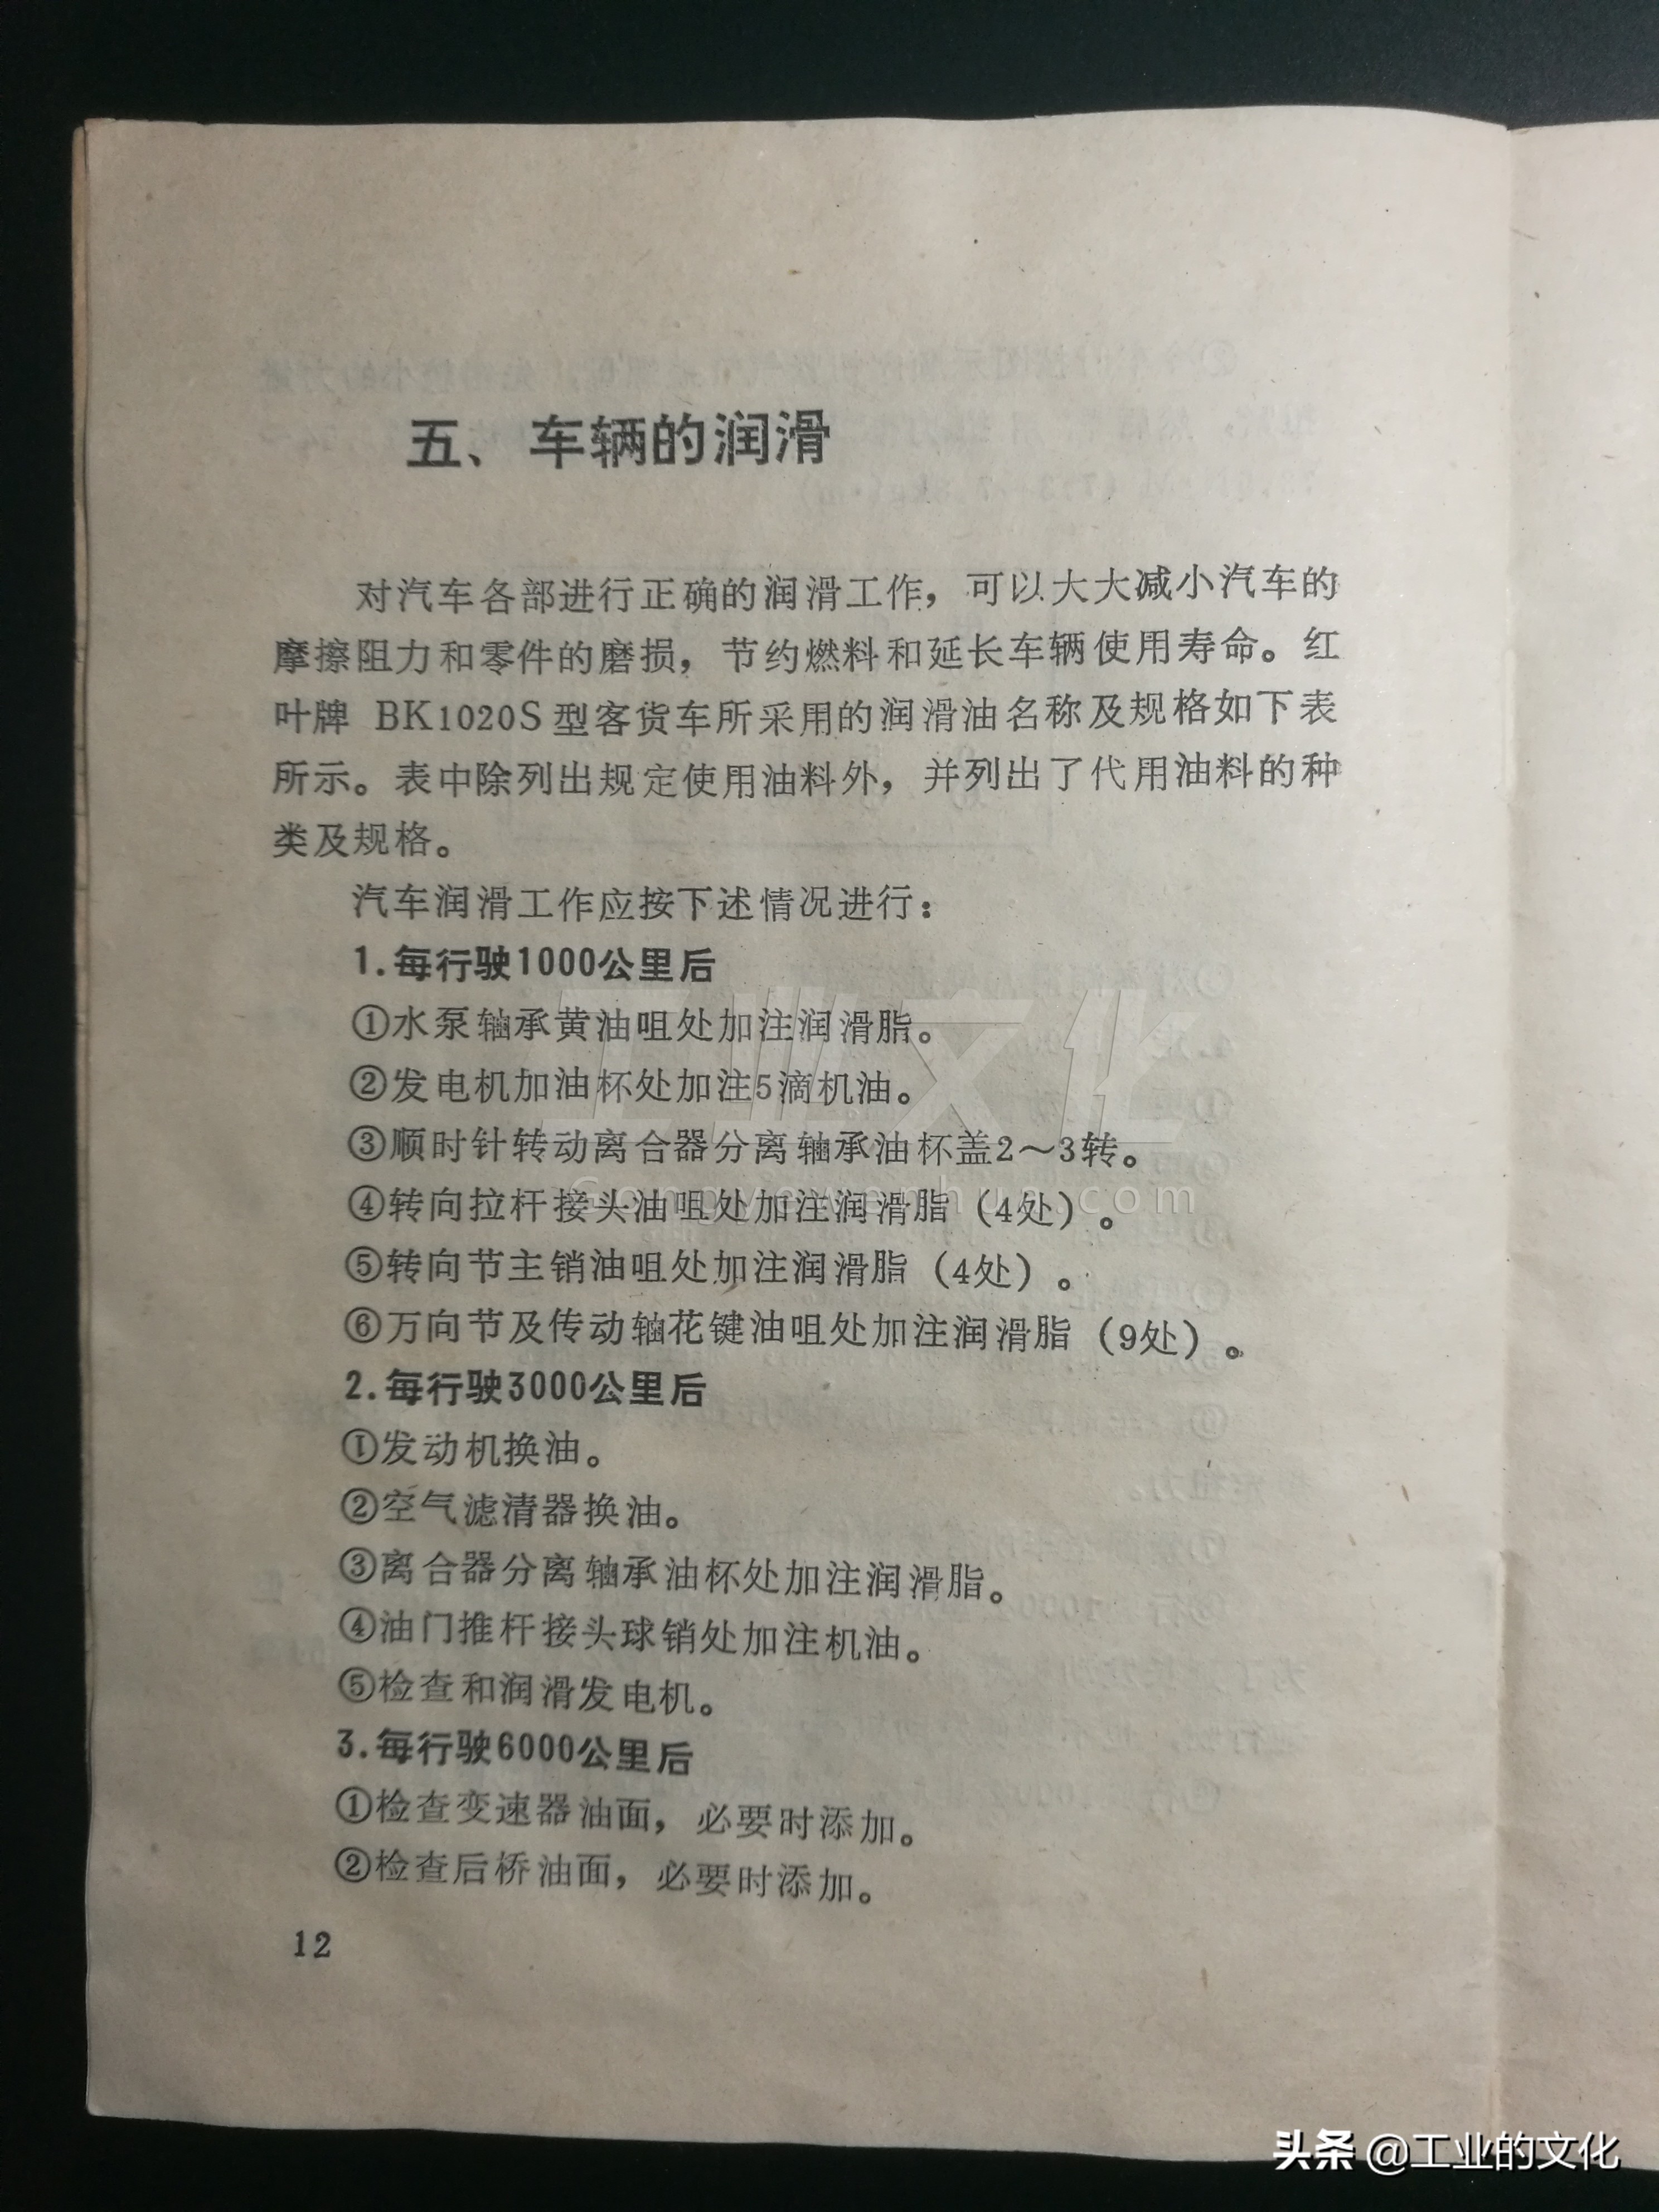 五、车辆的润滑
对汽车各部进行正确的润滑工作，可以大大减小汽车的
摩擦阻力和零件的磨损，节约燃料和延长车辆使用寿命。红
叶牌 BK1020S型客货车所采用的润滑油名称及规格如下表
所示。表中除列出规定使用油料外，并列出了代用油料的种
类及规格。
汽车润滑工作应按下述情况进行：
1.每行驶1000公里后
①水泵轴承黄油咀处加注润滑脂。
②发电机加油杯处加注5滴机油。
③顺时针转动离合器分离轴承油杯盖2～3转。
④转向拉杆接头油咀处加注润滑脂（4处）。
⑤转向节主销油咀处加注润滑脂（4处）。
⑥万向节及传动轴花键油咀处加注润滑脂（9处）。
2.每行驶3000公里后
①发动机换油。
②空气滤清器换油。
③离合器分离轴承油杯处加注润滑脂。
④油门推杆接头球销处加注机油。
⑤检查和润滑发电机。
3.每行驶6000公里后
①检查变速器油面，必要时添加。
②检查后桥油面，必要时添加。
12
工业文化
Gongyewenhua.com
头条 @工业的文化